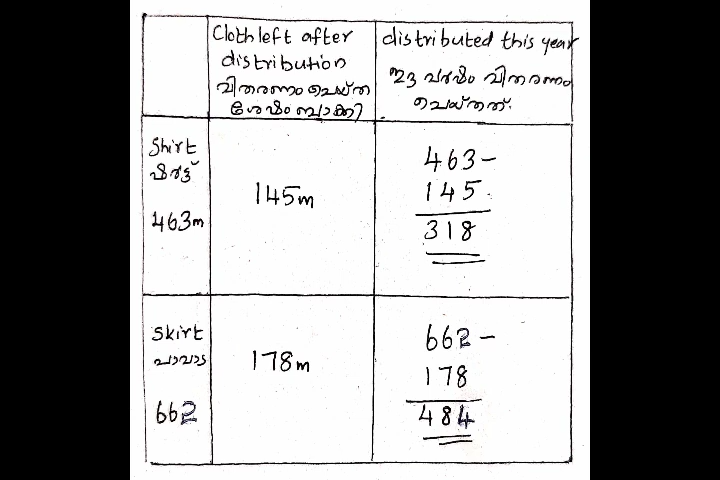 Cloth left after
distribution
വിതരണം ചെയ്ത
ശേഷം ബാക്കി
distributed this year
ഈ വർഷം വിതരണം
ചെയ്തത്.
Shirt
ഷർട്ട്
463m
145m
463-
145
318
Skirt
പാവാട
662
178m
662-
178
484